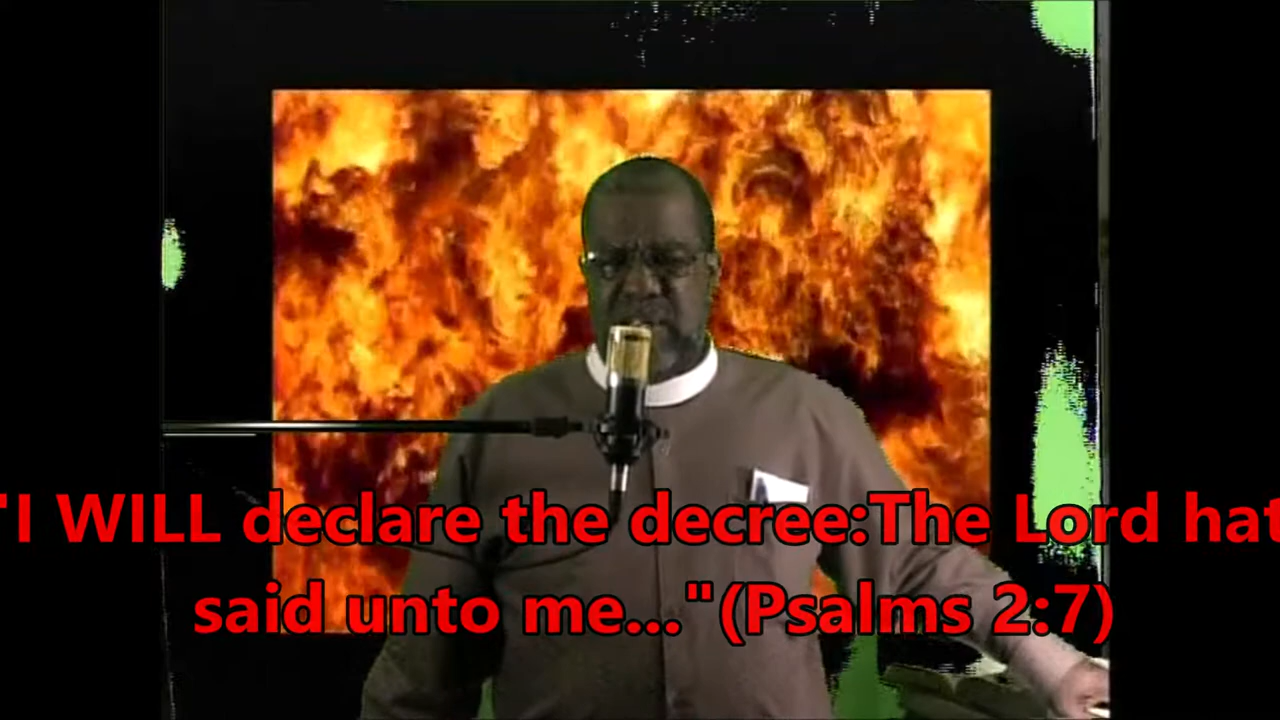 "I WILL declare the decree:The Lord hat
said unto me..."(Psalms 2:7)